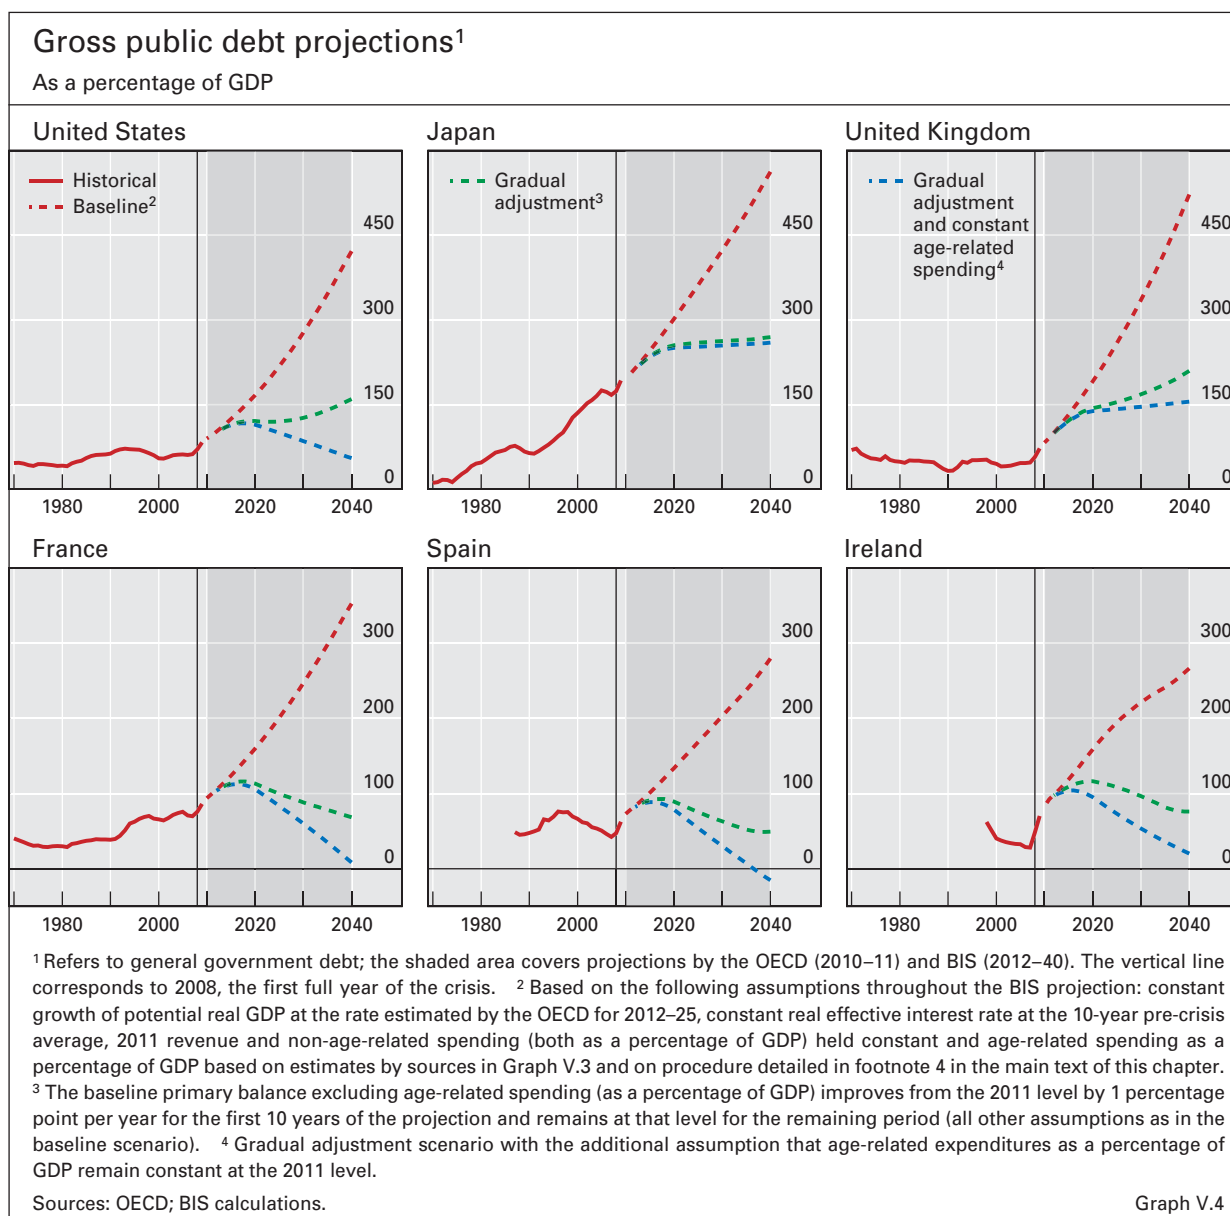 Gross public debt projections¹
As a percentage of GDP
United States
Japan
United Kingdom
Historical
Baseline²
Gradual
adjustment³
Gradual
adjustment
and constant
age-related
spending⁴
450
300
150
0
1980 2000 2020 2040
450
300
150
0
1980 2000 2020 2040
450
300
150
0
1980 2000 2020 2040
France
Spain
Ireland
300
200
100
0
1980 2000 2020 2040
300
200
100
0
1980 2000 2020 2040
300
200
100
0
1980 2000 2020 2040
¹ Refers to general government debt; the shaded area covers projections by the OECD (2010–11) and BIS (2012–40). The vertical line
corresponds to 2008, the first full year of the crisis. ² Based on the following assumptions throughout the BIS projection: constant
growth of potential real GDP at the rate estimated by the OECD for 2012–25, constant real effective interest rate at the 10-year pre-crisis
average, 2011 revenue and non-age-related spending (both as a percentage of GDP) held constant and age-related spending as a
percentage of GDP based on estimates by sources in Graph V.3 and on procedure detailed in footnote 4 in the main text of this chapter.
³ The baseline primary balance excluding age-related spending (as a percentage of GDP) improves from the 2011 level by 1 percentage
point per year for the first 10 years of the projection and remains at that level for the remaining period (all other assumptions as in the
baseline scenario). ⁴ Gradual adjustment scenario with the additional assumption that age-related expenditures as a percentage of
GDP remain constant at the 2011 level.
Sources: OECD; BIS calculations. Graph V.4